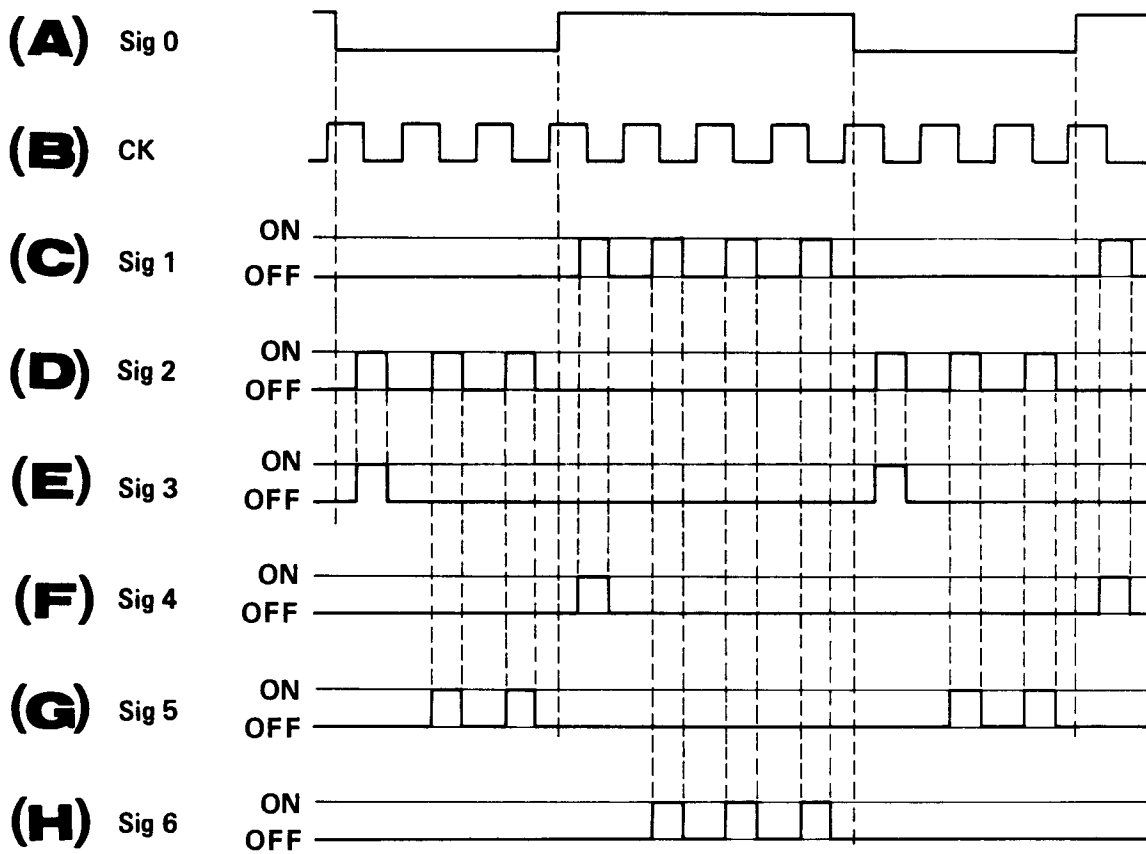 (A) Sig 0
(B) CK
ON
(C) Sig 1
OFF
ON
(D) Sig 2
OFF
ON
(E) Sig 3
OFF
ON
(F) Sig 4
OFF
ON
(G) Sig 5
OFF
ON
(H) Sig 6
OFF